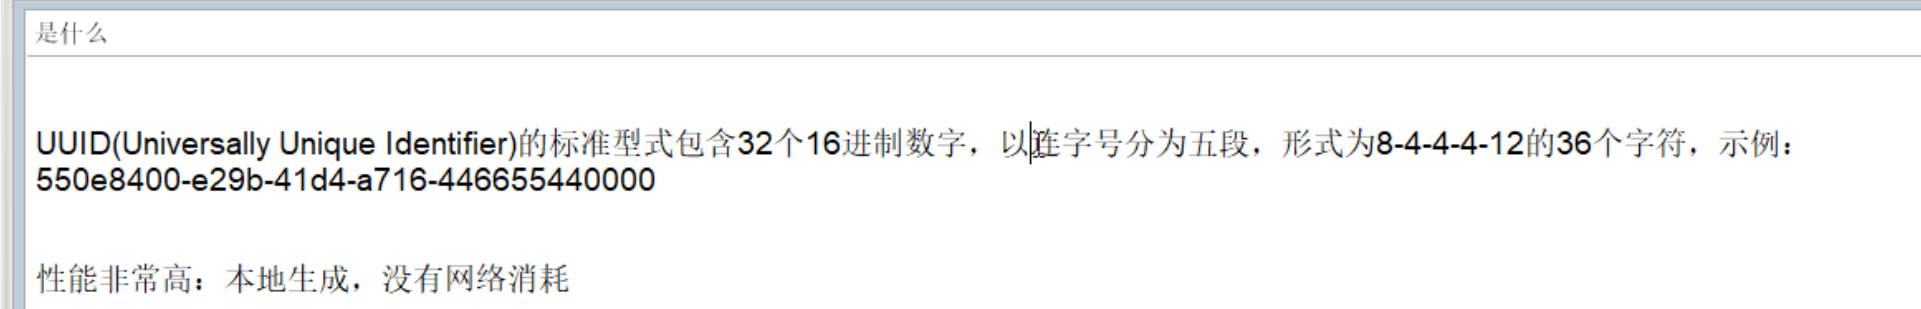 是什么
UUID(Universally Unique Identifier)的标准型式包含32个16进制数字，以连字号分为五段，形式为8-4-4-4-12的36个字符，示例：
550e8400-e29b-41d4-a716-446655440000
性能非常高：本地生成，没有网络消耗